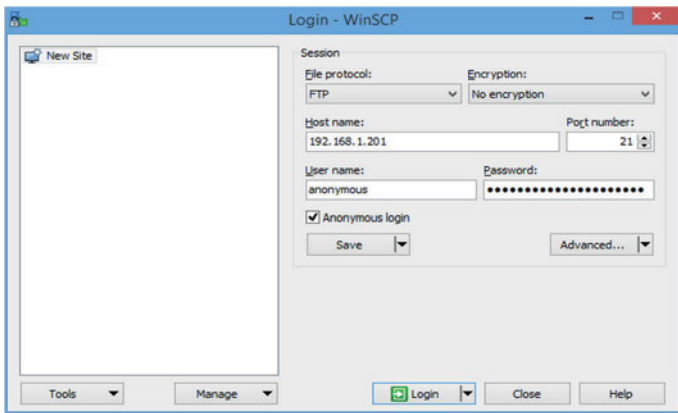 Login - WinSCP
New Site
Session
File protocol:
Encryption:
FTP
No encryption
Host name:
Port number:
192.168.1.201
21
User name:
Password:
anonymous
●●●●●●●●●●●●●●●●●●●●●●
Anonymous login
Save
Advanced...
Tools
Manage
Login
Close
Help